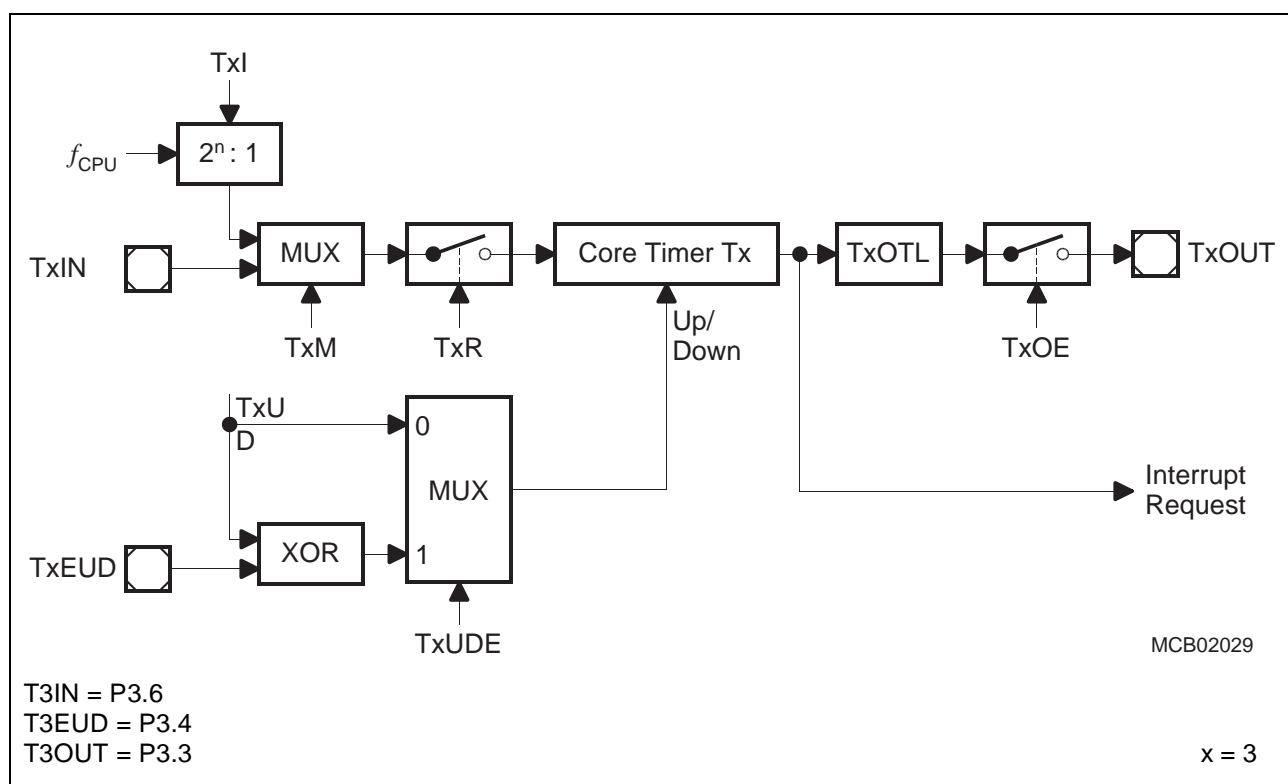 TxI
fCPU
2ⁿ : 1
TxIN
MUX
Core Timer Tx
TxOTL
TxOUT
TxM
TxR
Up/
Down
TxOE
TxU
D
0
MUX
Interrupt
Request
TxEUD
XOR
1
TxUDE
MCB02029
T3IN = P3.6
T3EUD = P3.4
T3OUT = P3.3
x = 3